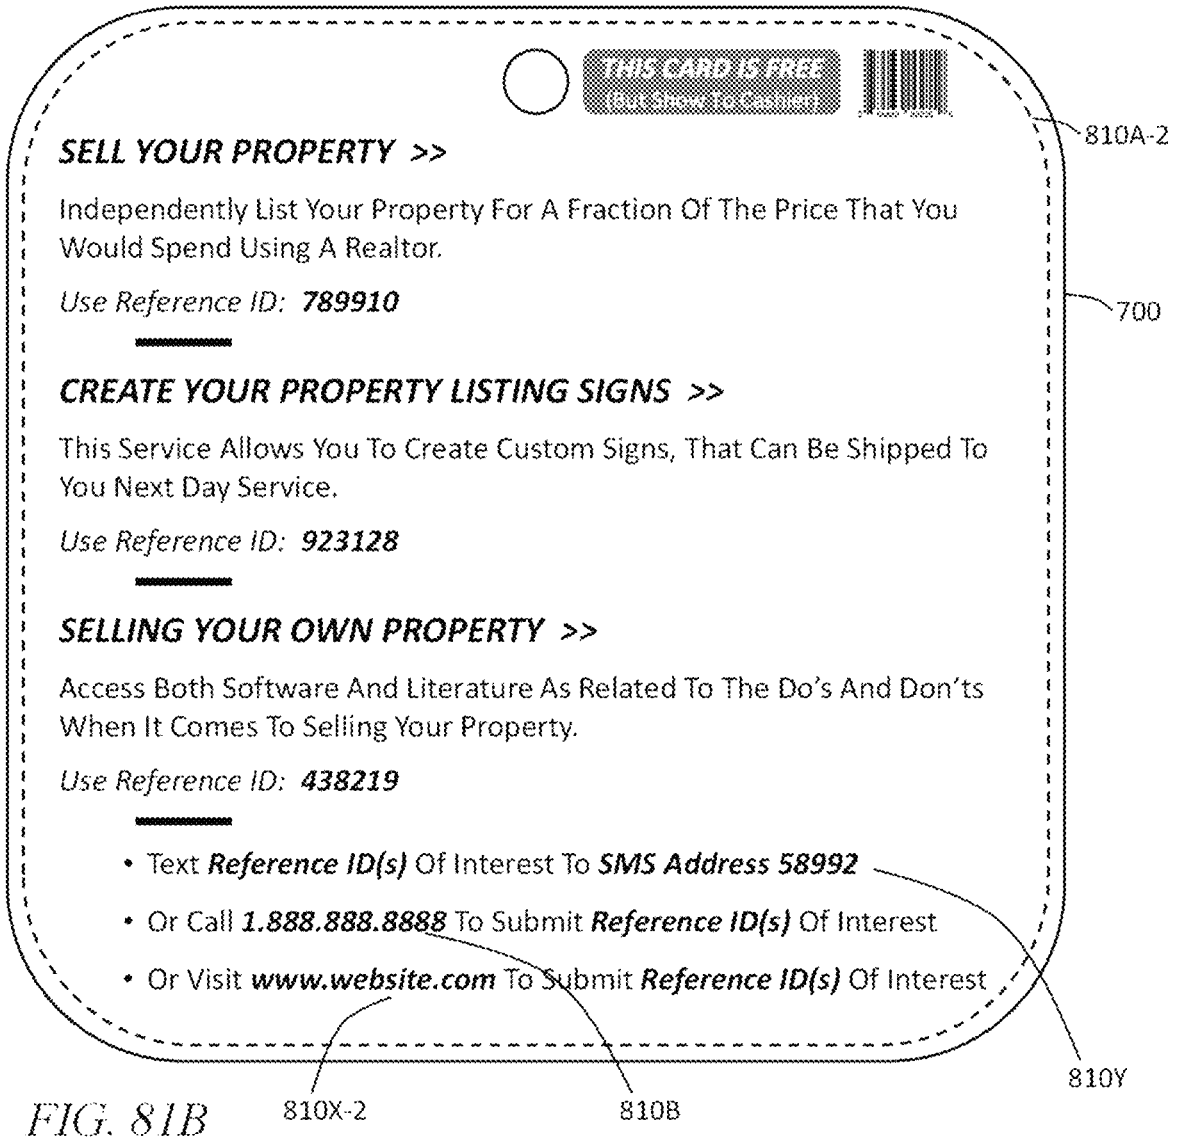 THIS CARD IS FREE
(But Show To Cashier)
810A-2
SELL YOUR PROPERTY >>
Independently List Your Property For A Fraction Of The Price That You
Would Spend Using A Realtor.
Use Reference ID: 789910
700
CREATE YOUR PROPERTY LISTING SIGNS >>
This Service Allows You To Create Custom Signs, That Can Be Shipped To
You Next Day Service.
Use Reference ID: 923128
SELLING YOUR OWN PROPERTY >>
Access Both Software And Literature As Related To The Do's And Don'ts
When It Comes To Selling Your Property.
Use Reference ID: 438219
• Text Reference ID(s) Of Interest To SMS Address 58992
• Or Call 1.888.888.8888 To Submit Reference ID(s) Of Interest
• Or Visit www.website.com To Submit Reference ID(s) Of Interest
810Y
810X-2
810B
FIG. 81B